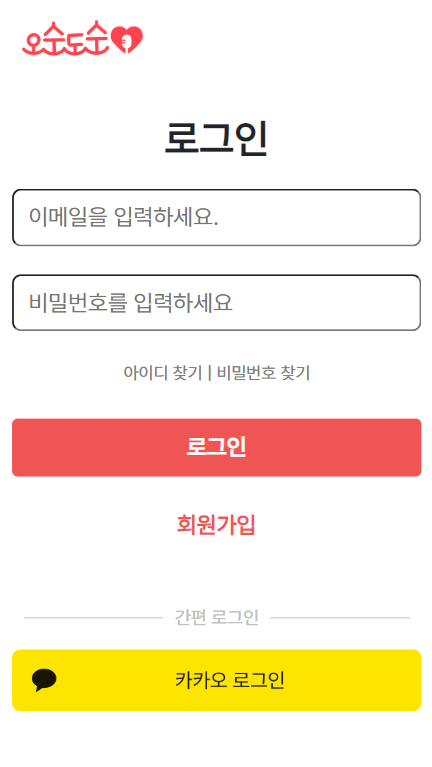 오수도수
로그인
이메일을 입력하세요.
비밀번호를 입력하세요
아이디 찾기 | 비밀번호 찾기
로그인
회원가입
간편 로그인
카카오 로그인